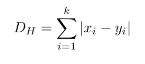 $D_H = \sum_{i=1}^{k} |x_i - y_i|$